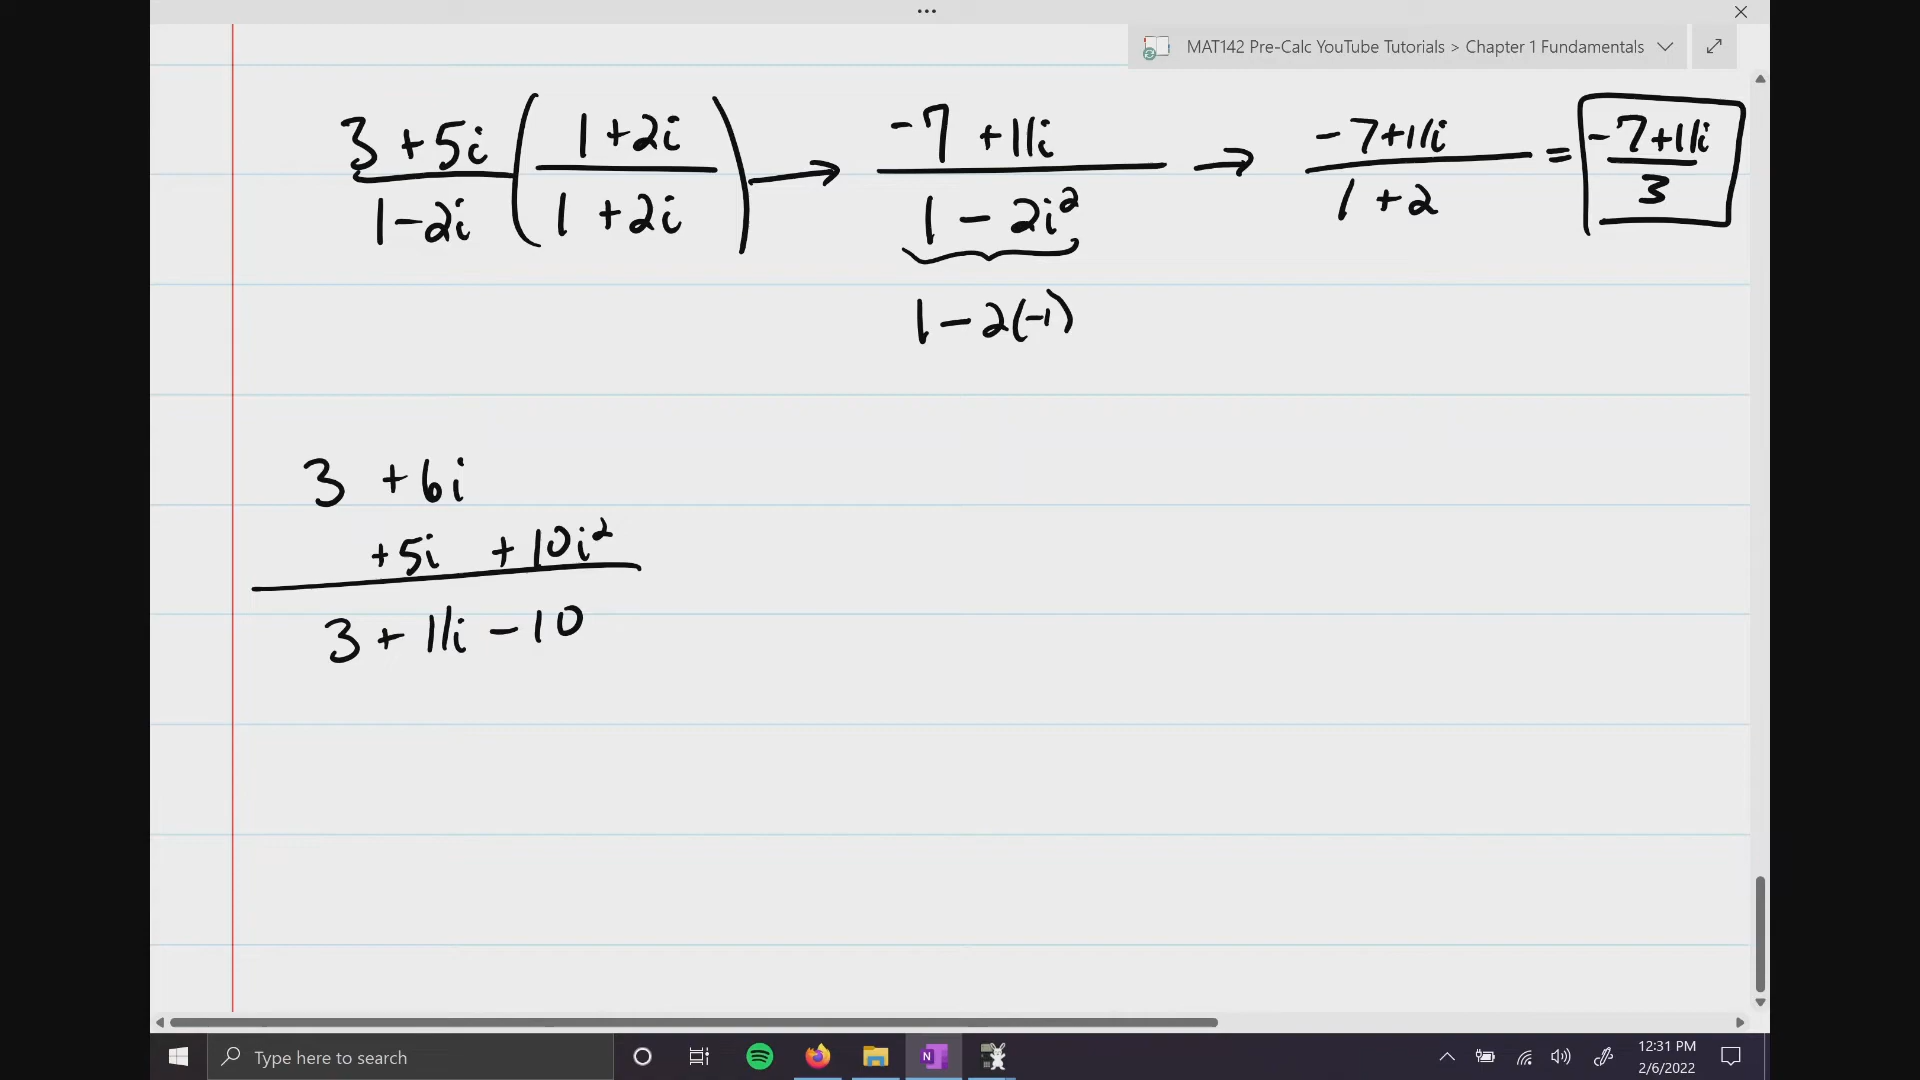 ...
MAT142 Pre-Calc YouTube Tutorials > Chapter 1 Fundamentals
3 + 5i / 1 - 2i ( 1 + 2i / 1 + 2i ) → -7 + 11i / 1 - 2i² → -7 + 11i / 1 + 2 = -7 + 11i / 3
1 - 2(-1)
3 + 6i
+ 5i + 10i²
3 + 11i - 10
Type here to search
12:31 PM
2/6/2022